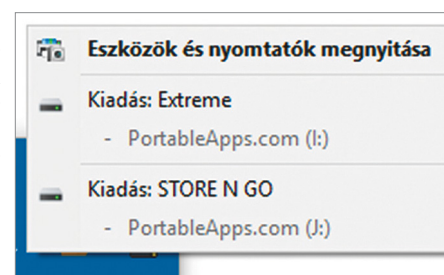 Eszközök és nyomtatók megnyitása
Kiadás: Extreme
- PortableApps.com (I:)
Kiadás: STORE N GO
- PortableApps.com (J:)